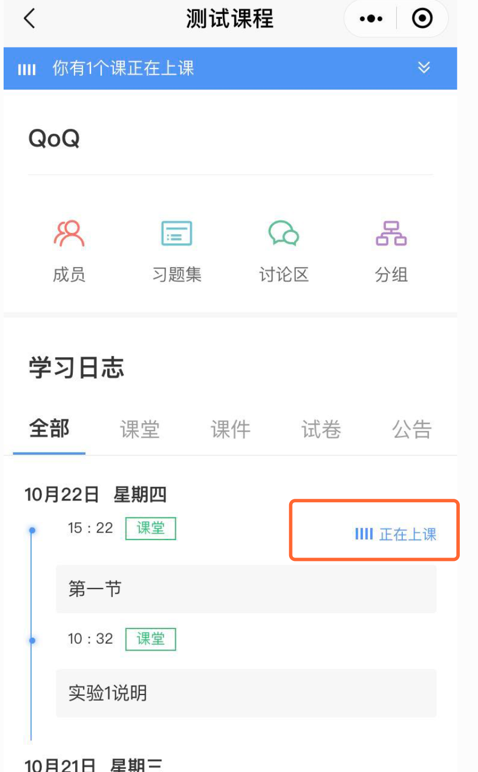 测试课程
你有1个课正在上课
QoQ
成员 习题集 讨论区 分组
学习日志
全部 课堂 课件 试卷 公告
10月22日 星期四
15 : 22 课堂 正在上课
第一节
10 : 32 课堂
实验1说明
10月21日 星期三